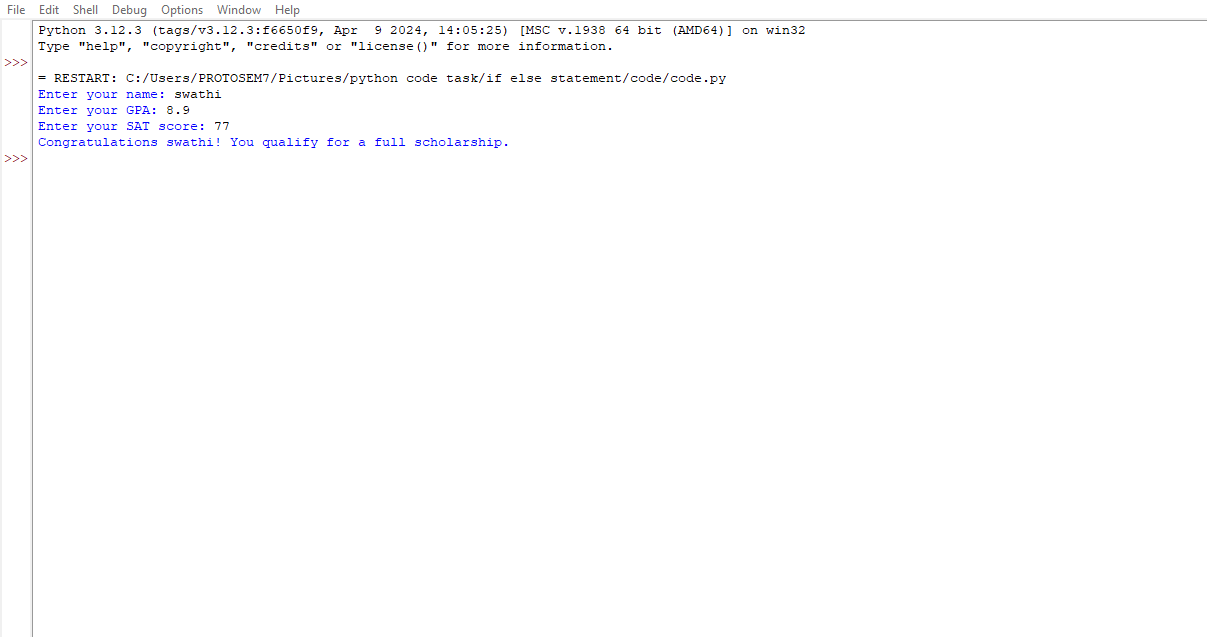 File Edit Shell Debug Options Window Help
Python 3.12.3 (tags/v3.12.3:f6650f9, Apr  9 2024, 14:05:25) [MSC v.1938 64 bit (AMD64)] on win32
Type "help", "copyright", "credits" or "license()" for more information.
>>>
= RESTART: C:/Users/PROTOSEM7/Pictures/python code task/if else statement/code/code.py
Enter your name: swathi
Enter your GPA: 8.9
Enter your SAT score: 77
Congratulations swathi! You qualify for a full scholarship.
>>>